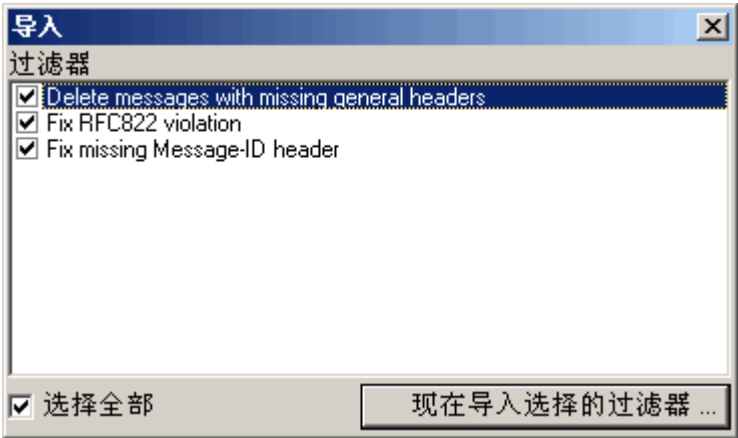 导入
过滤器
Delete messages with missing general headers
Fix RFC822 violation
Fix missing Message-ID header
选择全部
现在导入选择的过滤器 ...